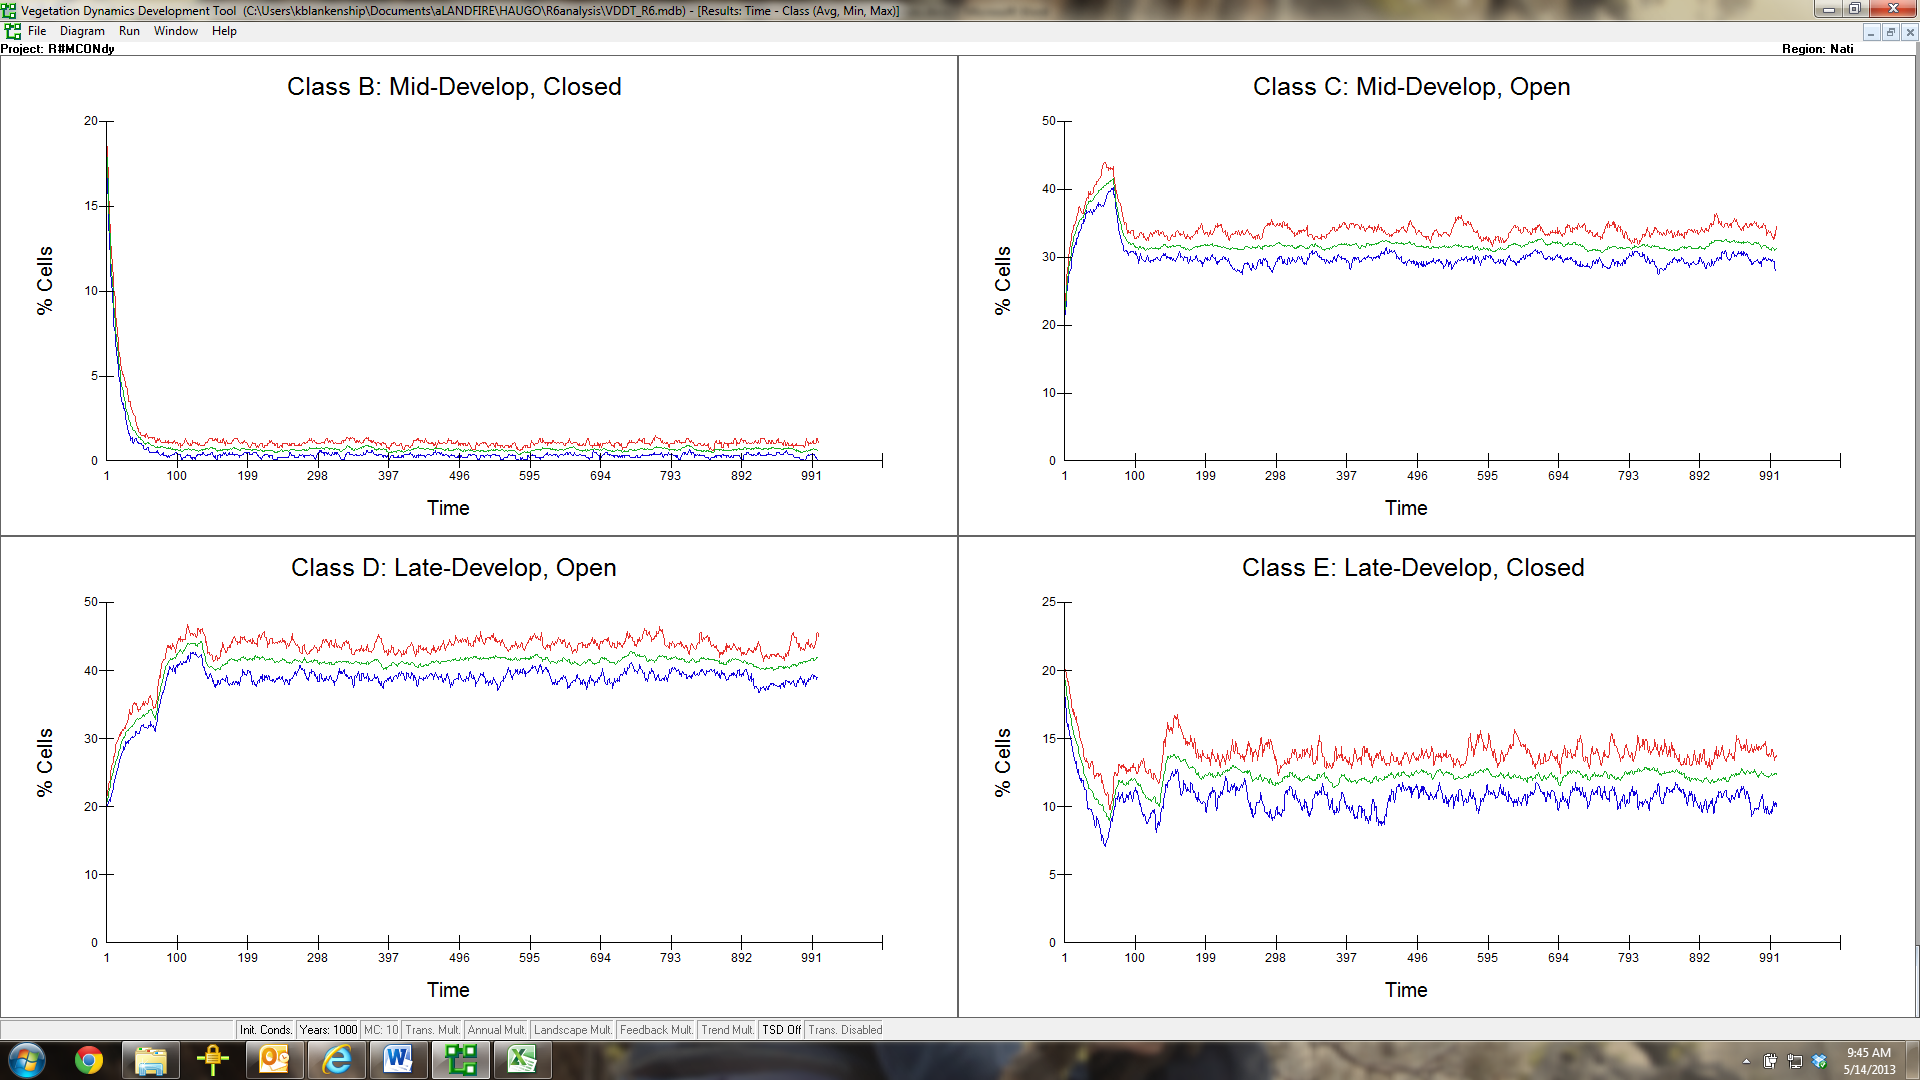 Vegetation Dynamics Development Tool (C:\Users\kblankenship\Documents\aLANDFIRE\HAUGO\R6analysis\VDDT_R6.mdb) - [Results: Time - Class (Avg, Min, Max)]
File Diagram Run Window Help
Project: R#MCONdy Region: Nati
Class B: Mid-Develop, Closed
20
15
10
5
0
% Cells
1 100 199 298 397 496 595 694 793 892 991
Time
Class C: Mid-Develop, Open
50
40
30
20
10
0
% Cells
1 100 199 298 397 496 595 694 793 892 991
Time
Class D: Late-Develop, Open
50
40
30
20
10
0
% Cells
1 100 199 298 397 496 595 694 793 892 991
Time
Class E: Late-Develop, Closed
25
20
15
10
5
0
% Cells
1 100 199 298 397 496 595 694 793 892 991
Time
Init. Conds. Years: 1000 MC: 10 Trans. Mult. Annual Mult. Landscape Mult. Feedback Mult. Trend Mult. TSD Off Trans. Disabled
9:45 AM
5/14/2013